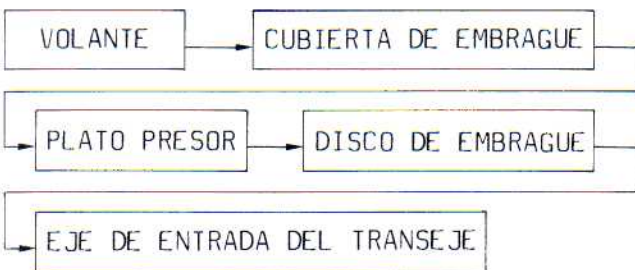 VOLANTE CUBIERTA DE EMBRAGUE
PLATO PRESOR DISCO DE EMBRAGUE
EJE DE ENTRADA DEL TRANSEJE